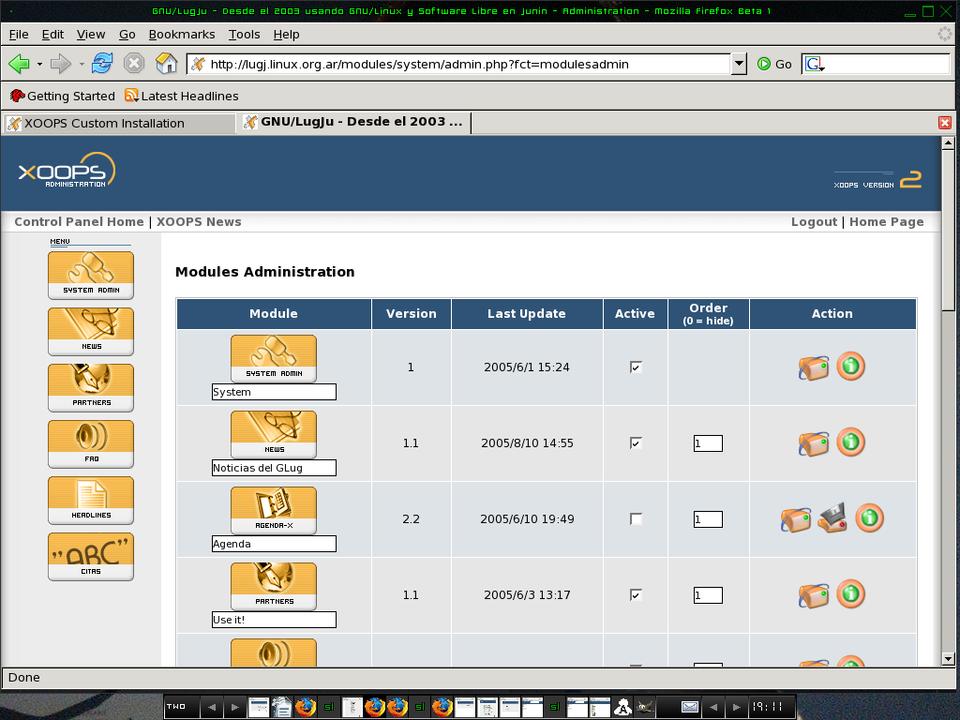 GNU/LugJu - Desde el 2003 usando GNU/Linux y Software Libre en Junin - Administration - Mozilla Firefox Beta 1
File Edit View Go Bookmarks Tools Help
http://lugj.linux.org.ar/modules/system/admin.php?fct=modulesadmin Go G
Getting Started Latest Headlines
XOOPS Custom Installation GNU/LugJu - Desde el 2003 ...
XOOPS
ADMINISTRATION
XOOPS VERSION 2
Control Panel Home | XOOPS News Logout | Home Page
MENU
SYSTEM ADMIN
NEWS
PARTNERS
FAQ
HEADLINES
"ABC"
CITAS
Modules Administration
Module Version Last Update Active Order Action
(0 = hide)
SYSTEM ADMIN
System
1 2005/6/1 15:24
NEWS
Noticias del GLug
1.1 2005/8/10 14:55 1
AGENDA-X
Agenda
2.2 2005/6/10 19:49 1
PARTNERS
Use it!
1.1 2005/6/3 13:17 1
Done
TWO 19:11